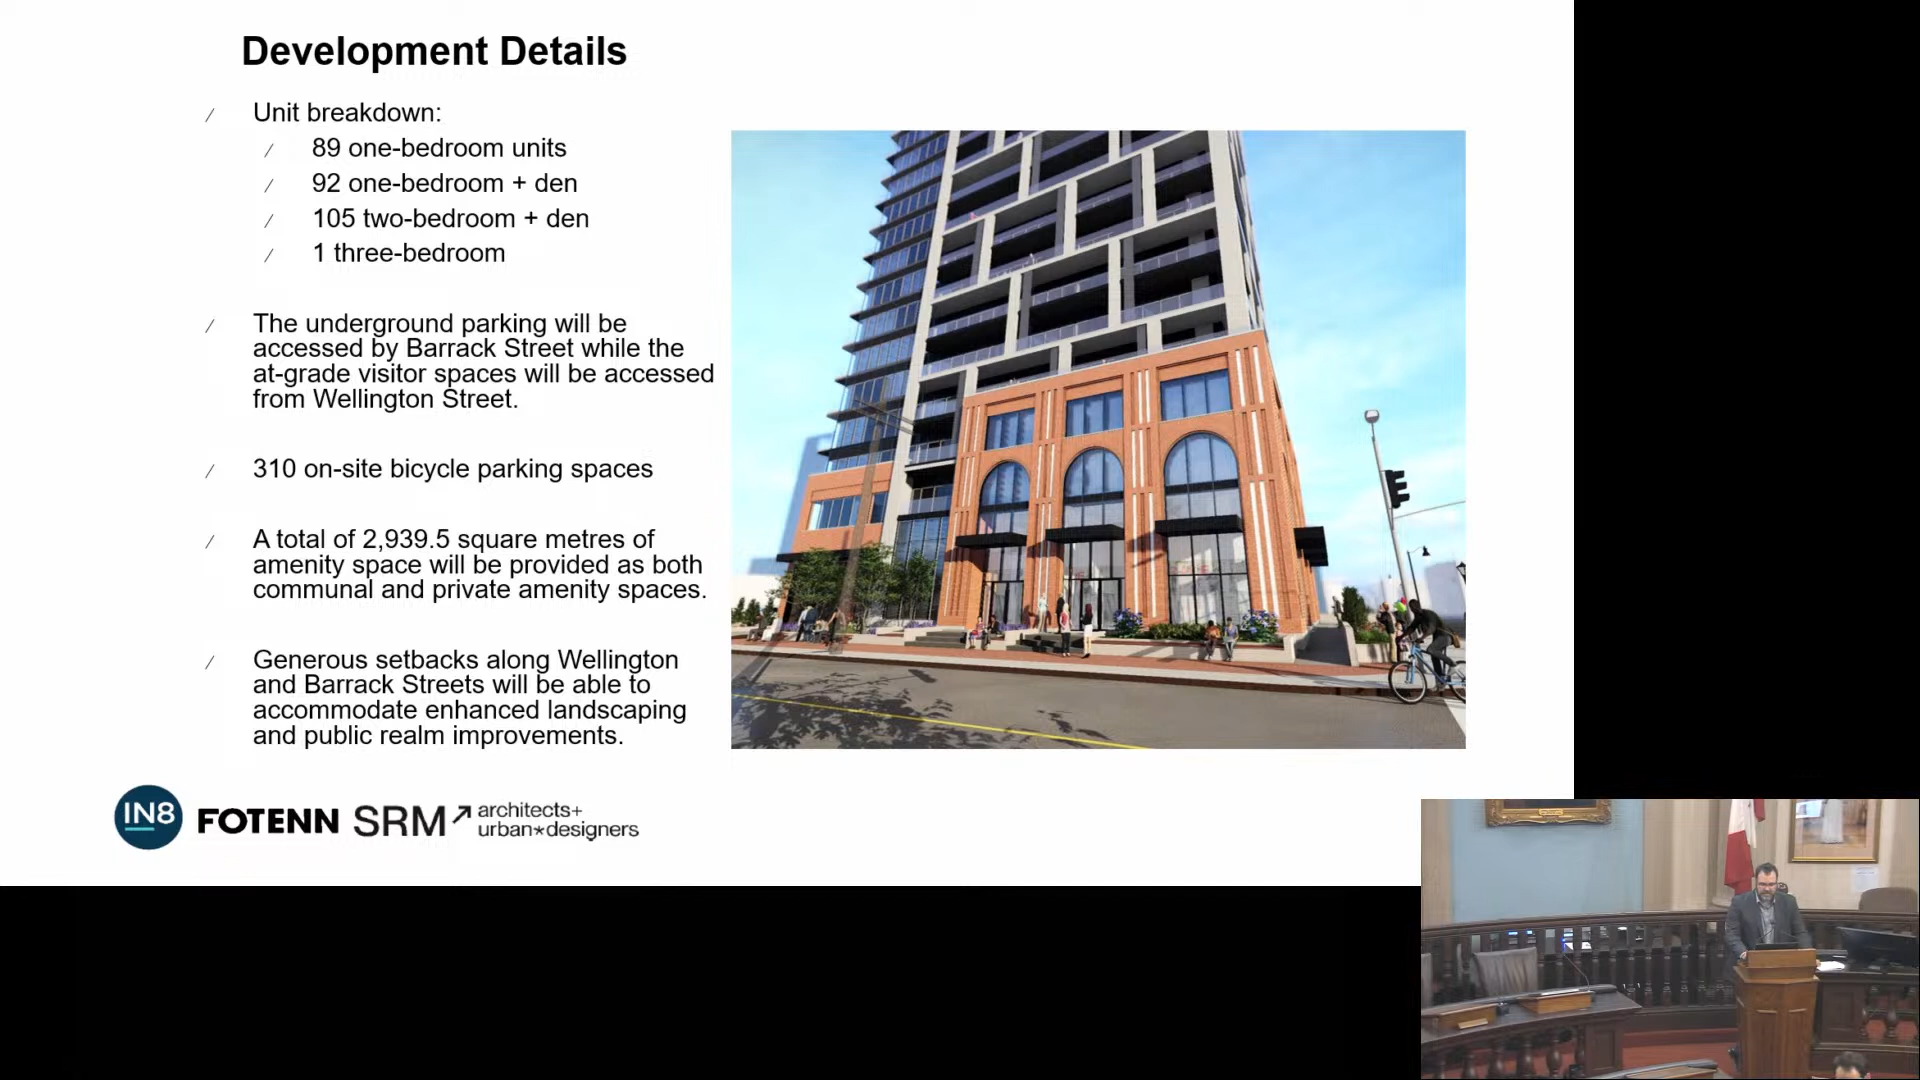 Development Details
Unit breakdown:
89 one-bedroom units
92 one-bedroom + den
105 two-bedroom + den
1 three-bedroom
The underground parking will be
accessed by Barrack Street while the
at-grade visitor spaces will be accessed
from Wellington Street.
310 on-site bicycle parking spaces
A total of 2,939.5 square metres of
amenity space will be provided as both
communal and private amenity spaces.
Generous setbacks along Wellington
and Barrack Streets will be able to
accommodate enhanced landscaping
and public realm improvements.
IN8 FOTENN SRM architects+
urban*designers